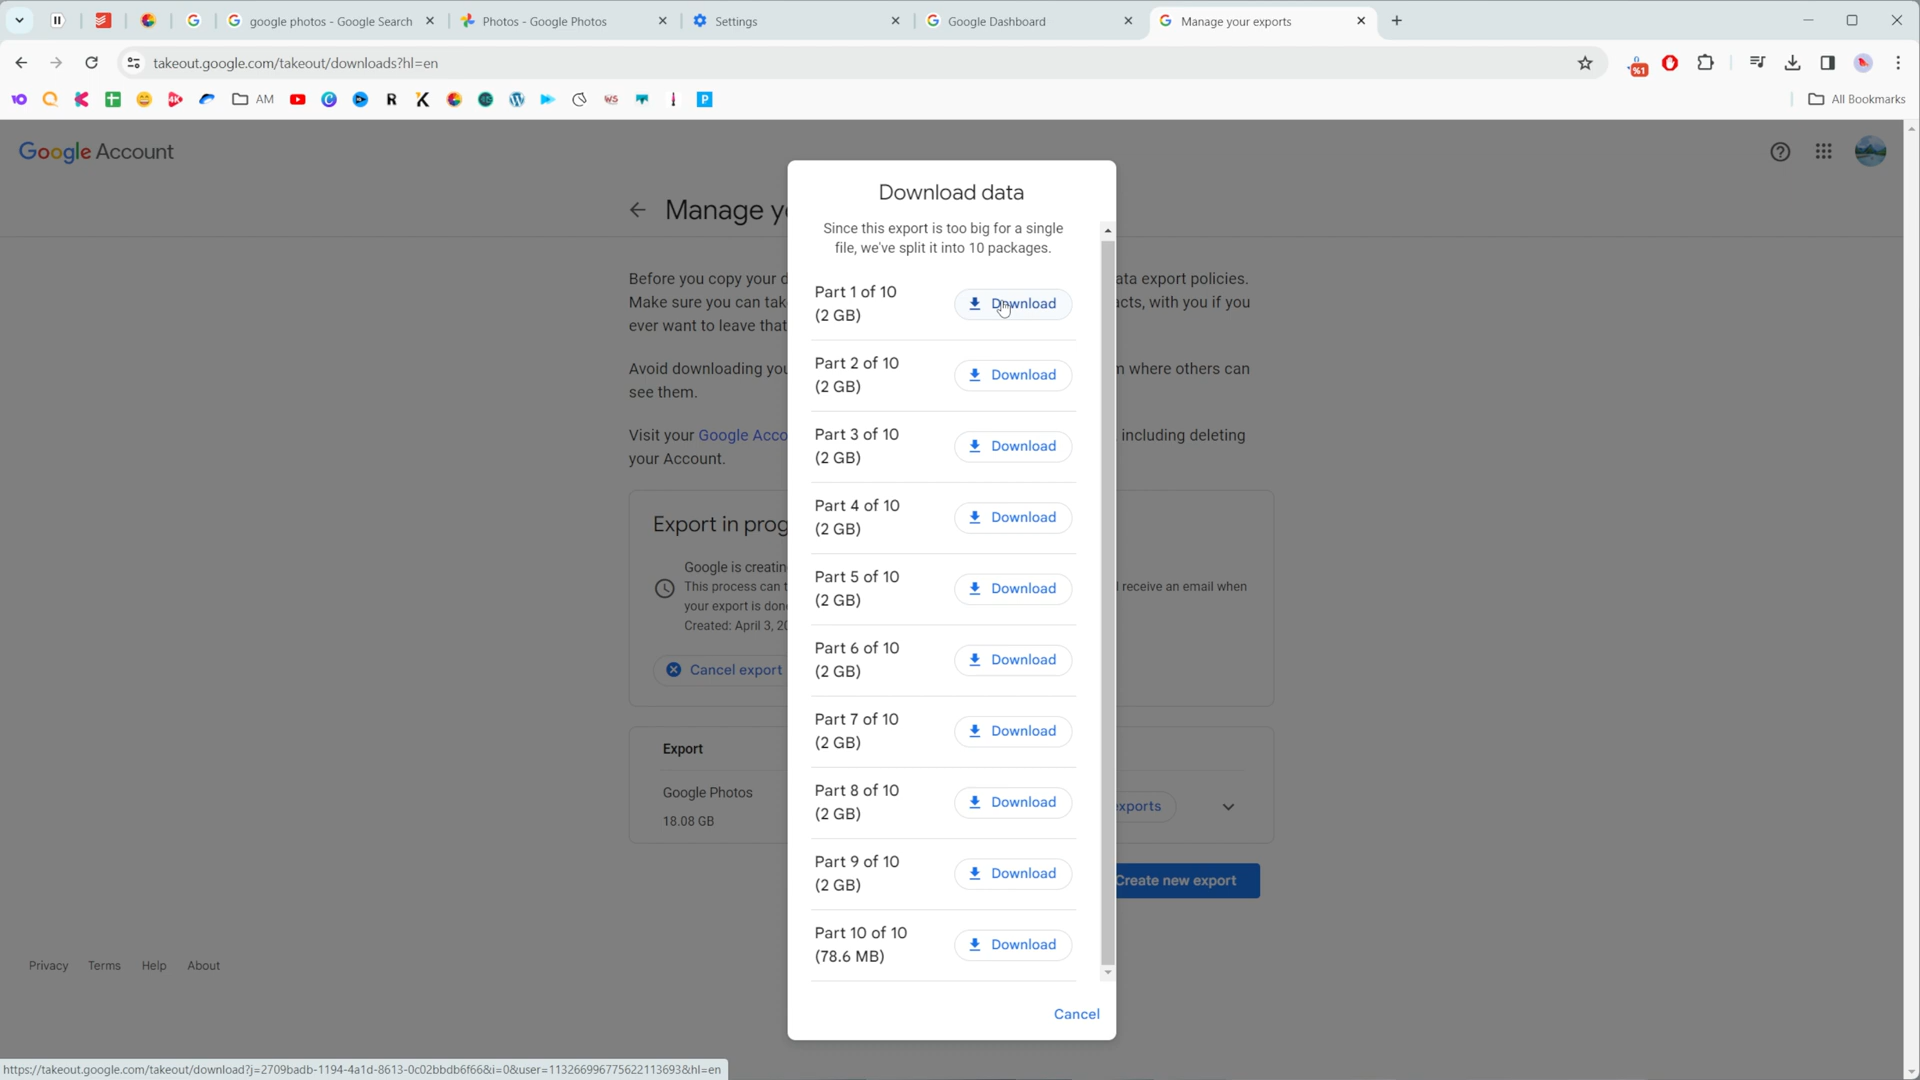 google photos - Google Search
Photos - Google Photos
Settings
Google Dashboard
Manage your exports
takeout.google.com/takeout/downloads?hl=en
%1
AM
WS
All Bookmarks
Google Account
Manage y
Before you copy your d
ata export policies.
Make sure you can tak
acts, with you if you
ever want to leave that
Avoid downloading you
m where others can
see them.
Visit your Google Acco
, including deleting
your Account.
Export in prog
Google is creatin
This process can t
l receive an email when
your export is done
Created: April 3, 20
Cancel export
Export
Google Photos
18.08 GB
exports
Create new export
Privacy
Terms
Help
About
Download data
Since this export is too big for a single
file, we've split it into 10 packages.
Part 1 of 10
(2 GB)
Download
Part 2 of 10
(2 GB)
Download
Part 3 of 10
(2 GB)
Download
Part 4 of 10
(2 GB)
Download
Part 5 of 10
(2 GB)
Download
Part 6 of 10
(2 GB)
Download
Part 7 of 10
(2 GB)
Download
Part 8 of 10
(2 GB)
Download
Part 9 of 10
(2 GB)
Download
Part 10 of 10
(78.6 MB)
Download
Cancel
https://takeout.google.com/takeout/download?j=2709badb-1194-4a1d-8613-0c02bbdb6f66&i=0&user=113266996775622113693&hl=en